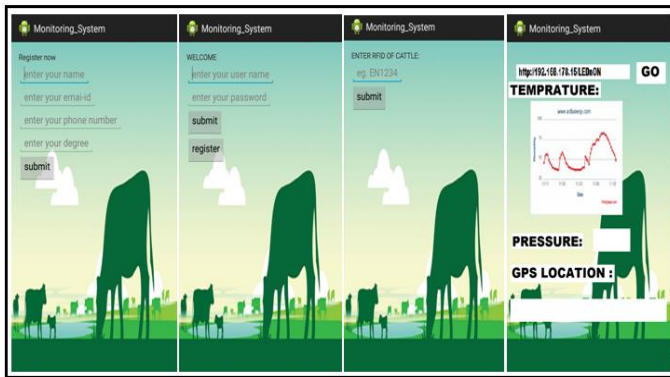 Monitoring_System
Register now
enter your name
enter your emai-id
enter your phone number
enter your degree
submit
Monitoring_System
WELCOME
enter your user name
enter your password
submit
register
Monitoring_System
ENTER RFID OF CATTLE:
eg. EN1234
submit
Monitoring_System
GO
TEMPRATURE:
PRESSURE:
GPS LOCATION :